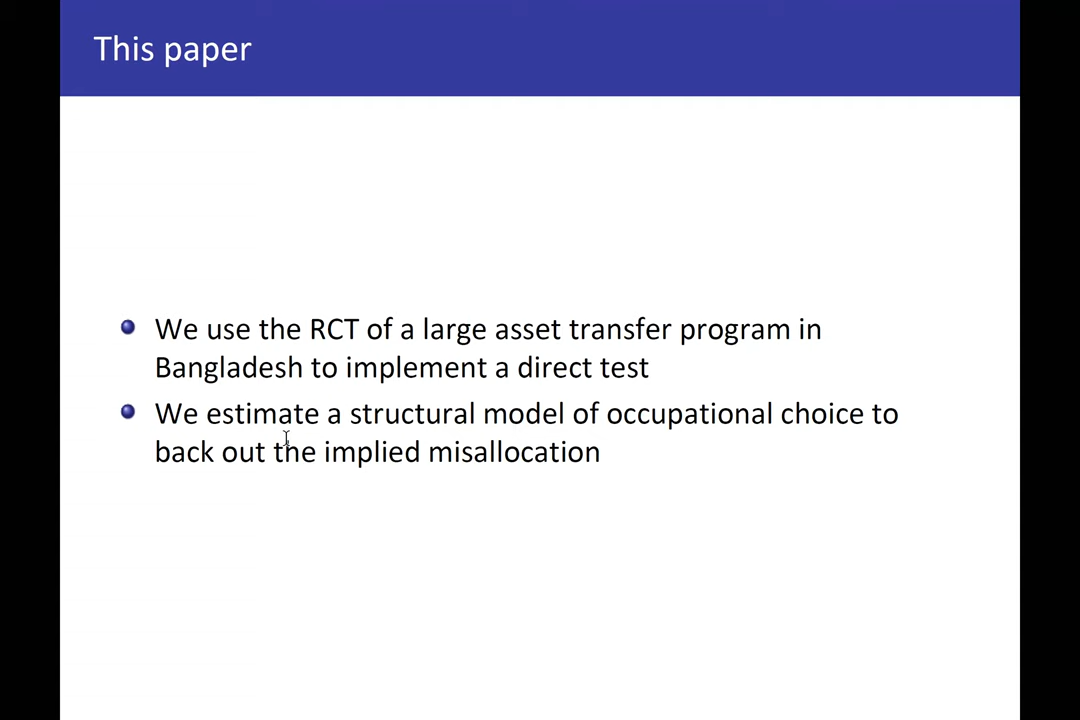 This paper
We use the RCT of a large asset transfer program in
Bangladesh to implement a direct test
We estimate a structural model of occupational choice to
back out the implied misallocation